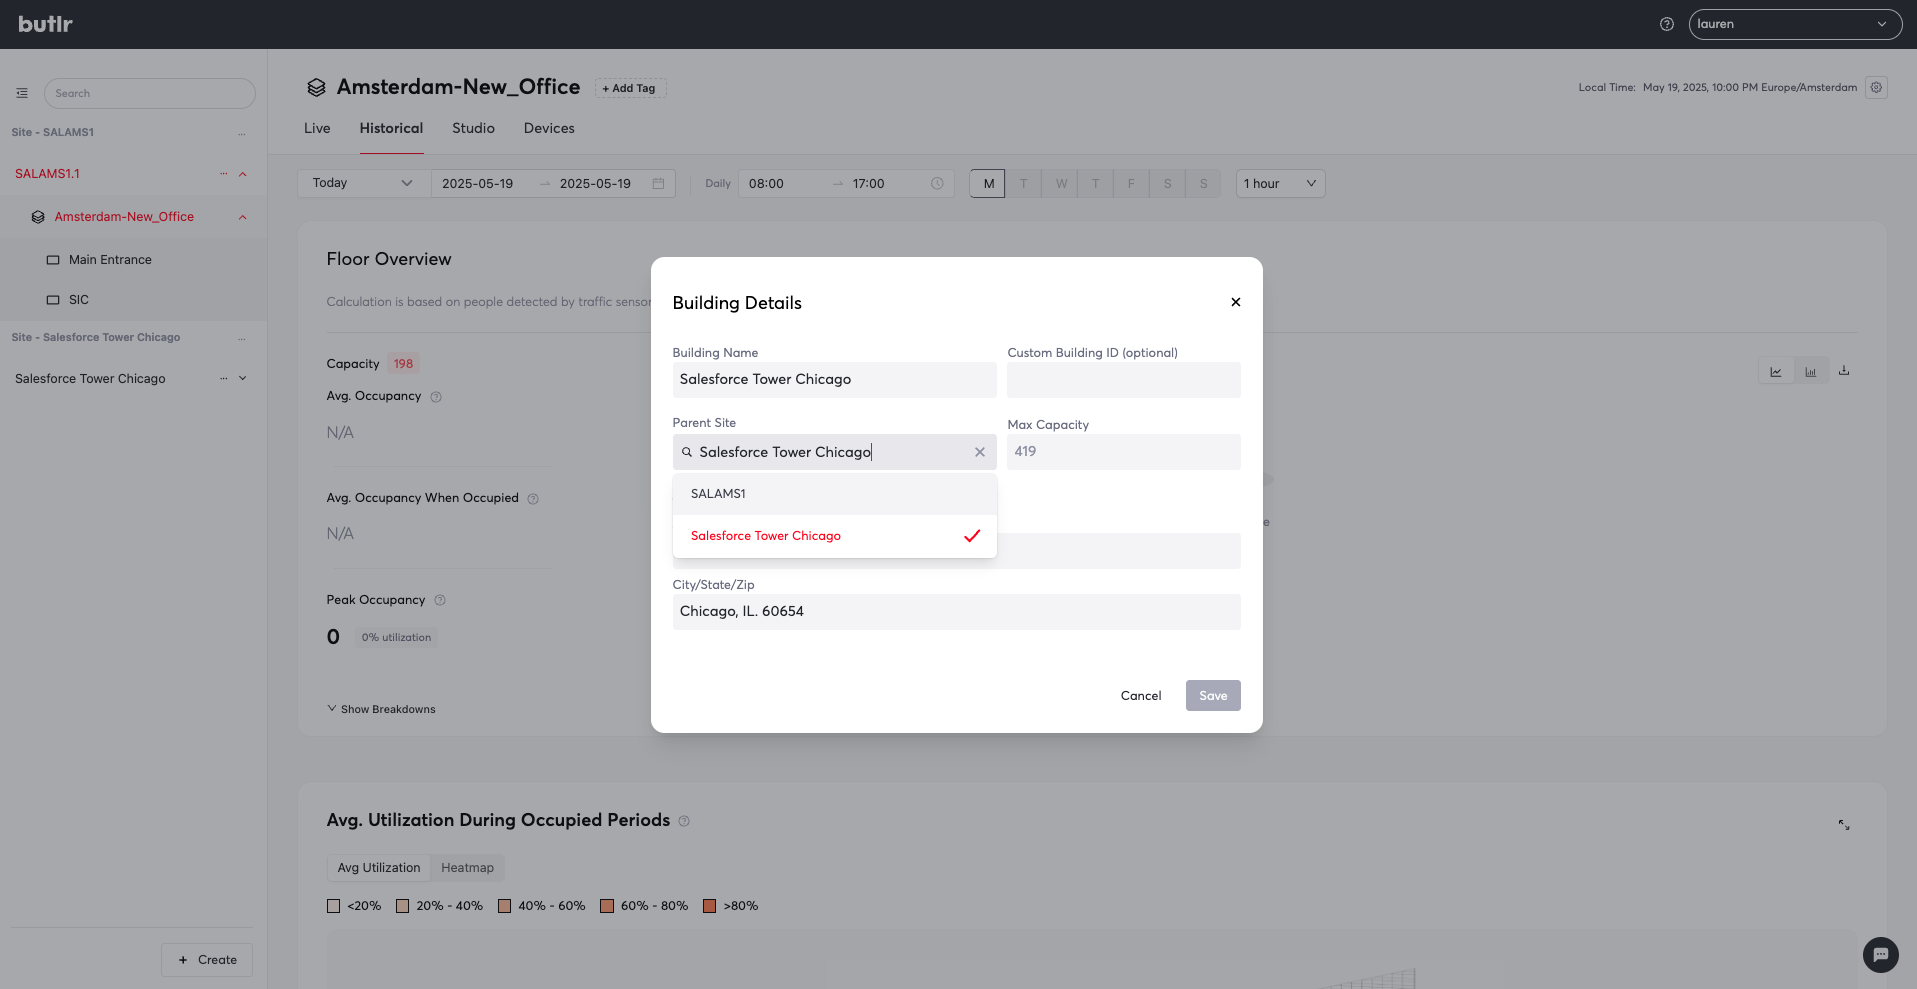 butlr
lauren
Search
Site - SALAMS1
SALAMS1.1
Amsterdam-New_Office
Main Entrance
SIC
Site - Salesforce Tower Chicago
Salesforce Tower Chicago
+ Create
Amsterdam-New_Office
+ Add Tag
Local Time: May 19, 2025, 10:00 PM Europe/Amsterdam
Live Historical Studio Devices
Today 2025-05-19 → 2025-05-19 Daily 08:00 → 17:00 M T W T F S S 1 hour
Floor Overview
Calculation is based on people detected by traffic sensor
Capacity 198
Avg. Occupancy
N/A
Avg. Occupancy When Occupied
N/A
Peak Occupancy
0 0% utilization
Show Breakdowns
Building Details
Building Name
Salesforce Tower Chicago
Custom Building ID (optional)
Parent Site
Salesforce Tower Chicago
Max Capacity
419
SALAMS1
Salesforce Tower Chicago
City/State/Zip
Chicago, IL. 60654
Cancel Save
Avg. Utilization During Occupied Periods
Avg Utilization Heatmap
<20% 20% - 40% 40% - 60% 60% - 80% >80%